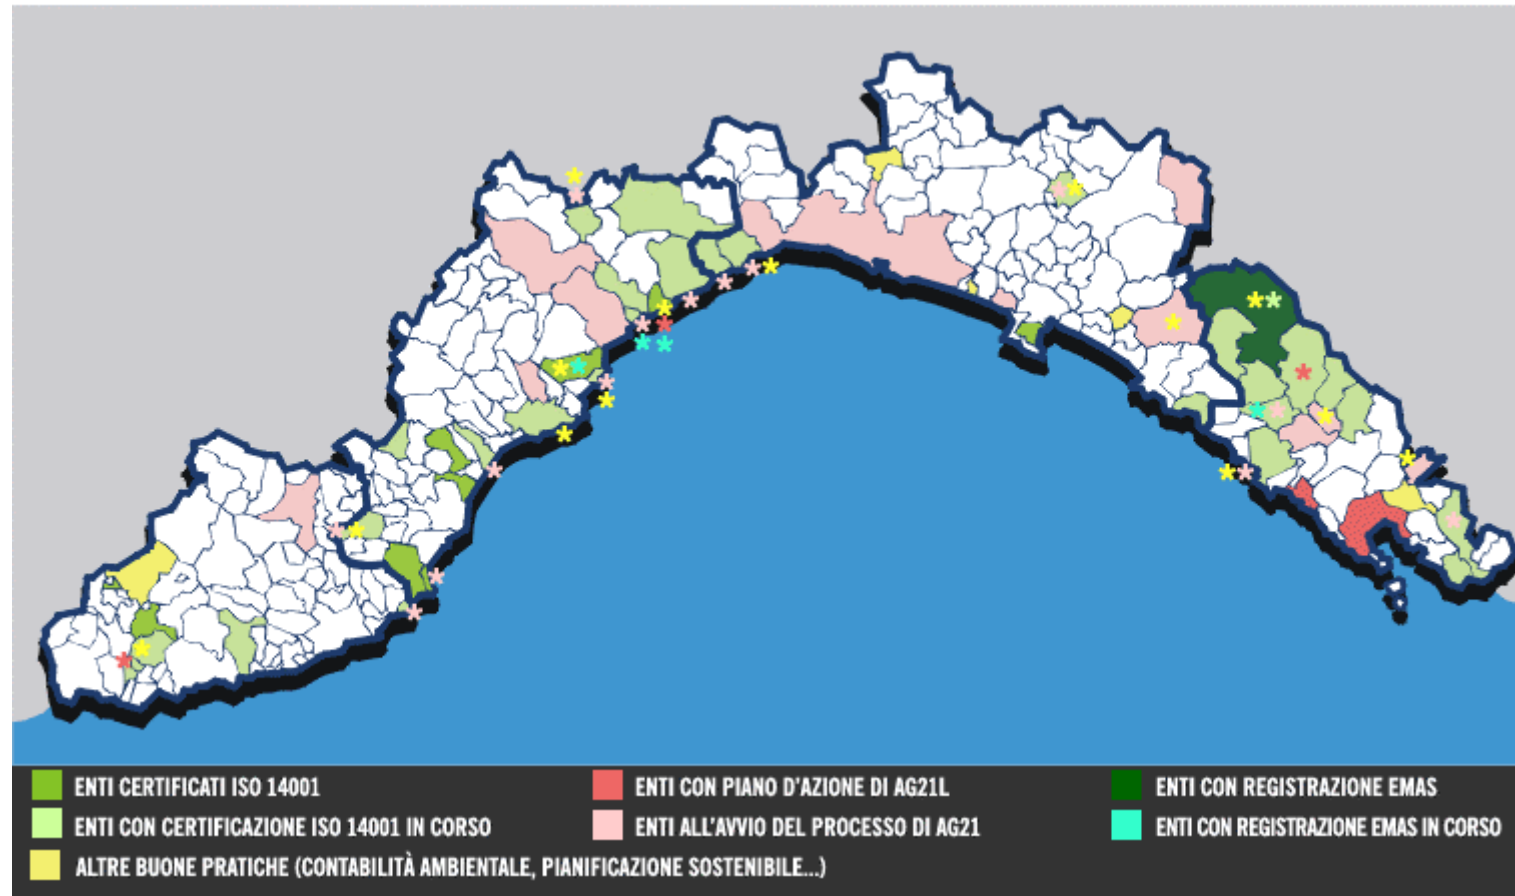 ENTI CERTIFICATI ISO 14001
ENTI CON PIANO D'AZIONE DI AG21L
ENTI CON REGISTRAZIONE EMAS
ENTI CON CERTIFICAZIONE ISO 14001 IN CORSO
ENTI ALL'AVVIO DEL PROCESSO DI AG21
ENTI CON REGISTRAZIONE EMAS IN CORSO
ALTRE BUONE PRATICHE (CONTABILITÀ AMBIENTALE, PIANIFICAZIONE SOSTENIBILE...)